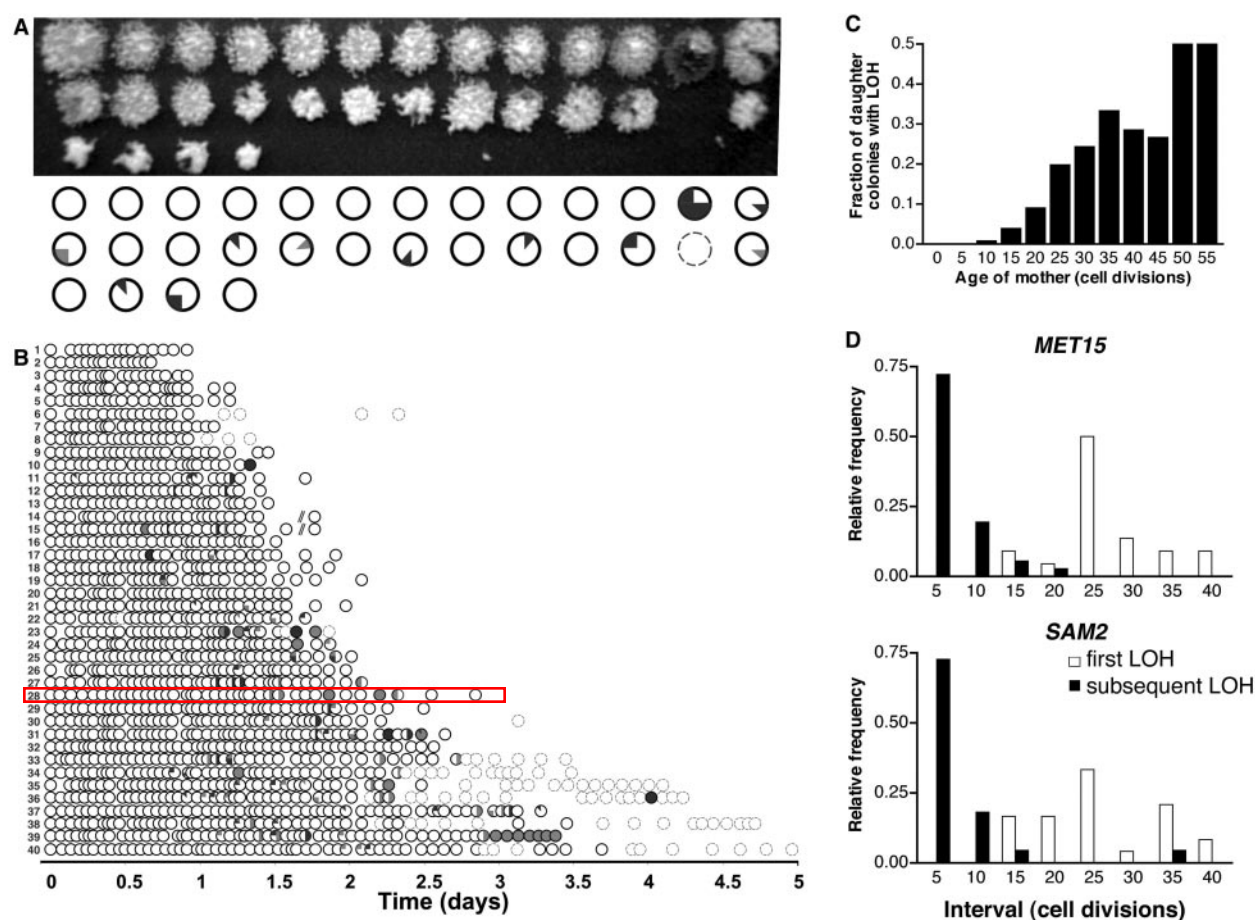 A
B
1
2
3
4
5
6
7
8
9
10
11
12
13
14
15
16
17
18
19
20
21
22
23
24
25
26
27
28
29
30
31
32
33
34
35
36
37
38
39
40
0 0.5 1 1.5 2 2.5 3 3.5 4 4.5 5
Time (days)
C
Fraction of daughter
colonies with LOH
0.5
0.4
0.3
0.2
0.1
0.0
0 5 10 15 20 25 30 35 40 45 50 55
Age of mother (cell divisions)
D
MET15
Relative frequency
0.75
0.50
0.25
0.00
5 10 15 20 25 30 35 40
SAM2
first LOH
subsequent LOH
Relative frequency
0.75
0.50
0.25
0.00
5 10 15 20 25 30 35 40
Interval (cell divisions)